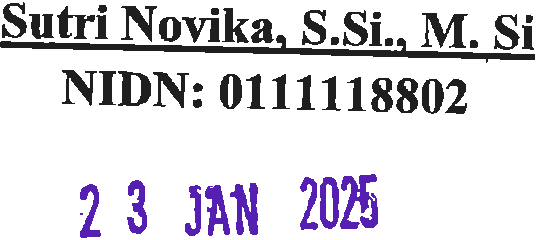 Sutri Novika, S.Si., M. Si
NIDN: 0111118802
2 3 JAN 2025